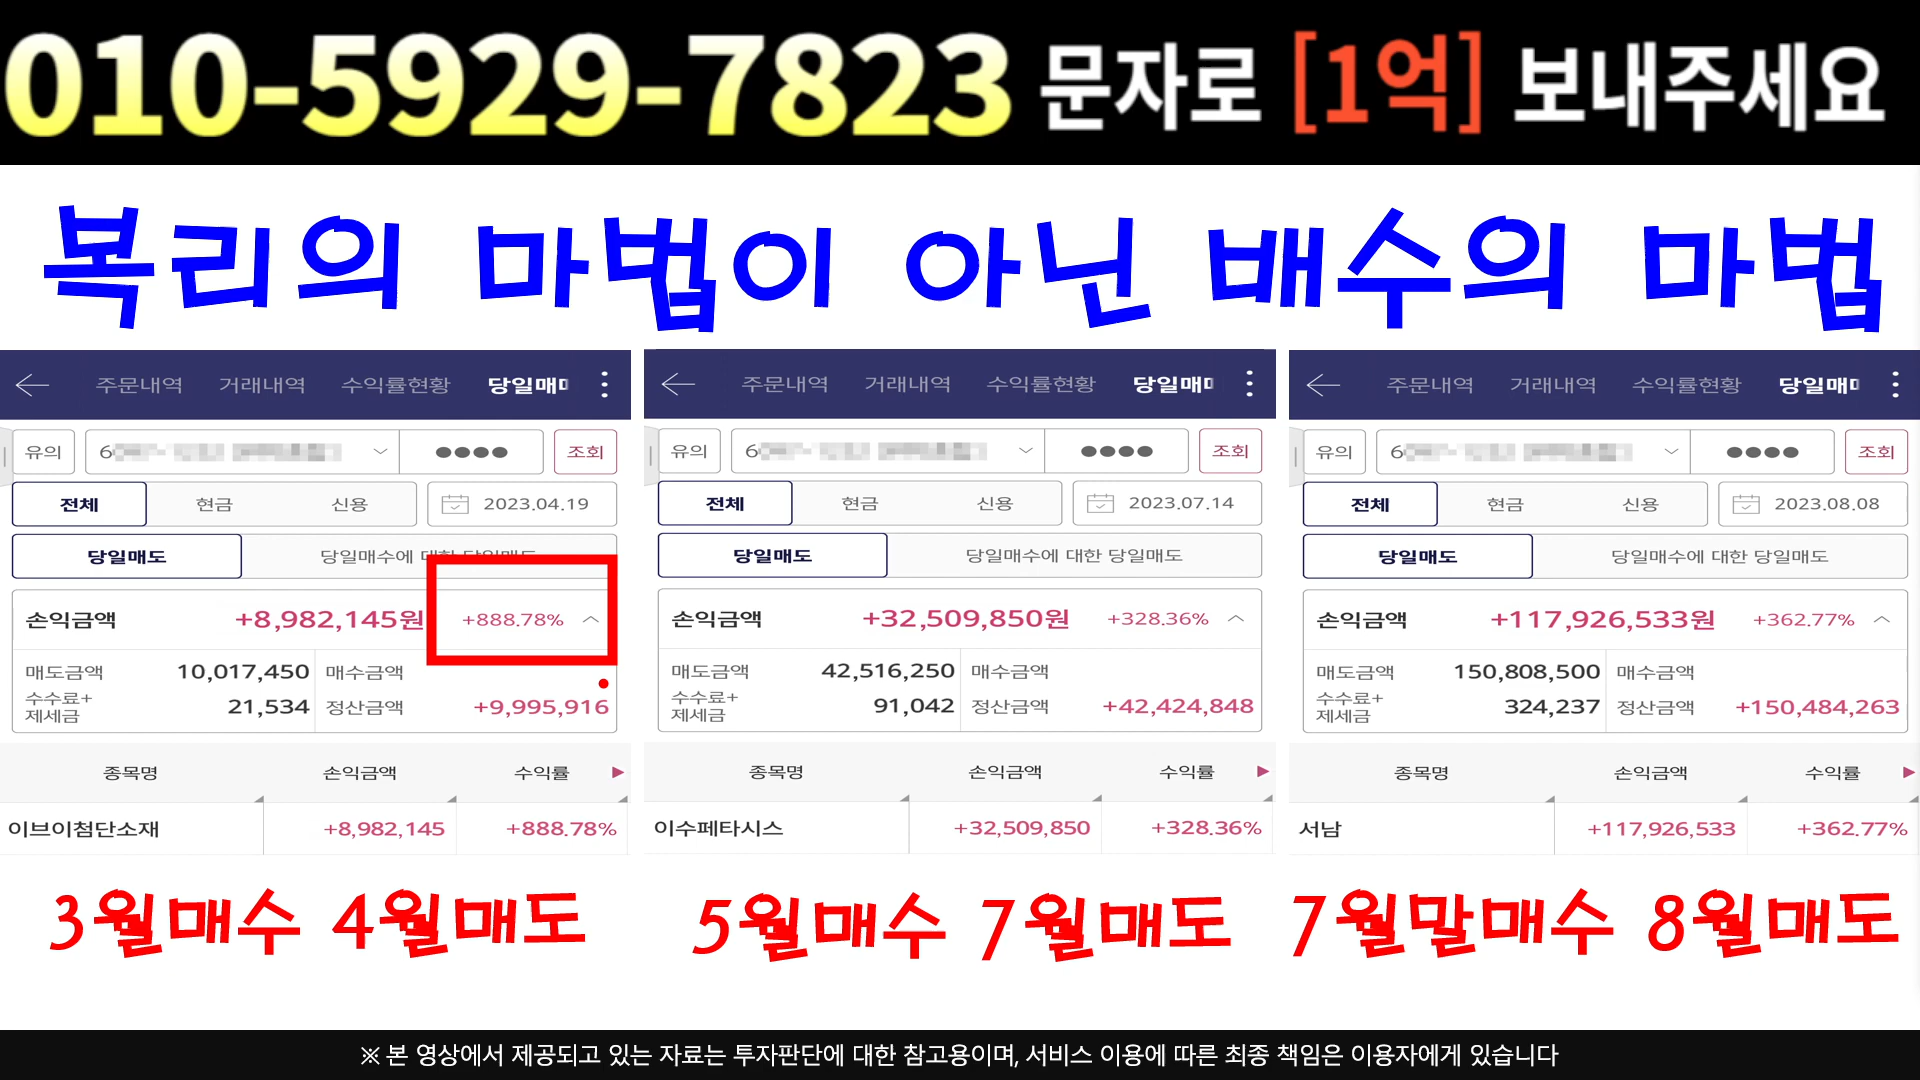 010-5929-7823 문자로 [1억] 보내주세요
복리의 마법이 아닌 배수의 마법
주문내역 거래내역 수익률현황 당일매
유의 6 ●●●● 조회
전체 현금 신용 2023.04.19
당일매도 당일매수에 대한 당일매도
손익금액 +8,982,145원 +888.78%
매도금액 10,017,450 매수금액
수수료+
제세금 21,534 정산금액 +9,995,916
종목명 손익금액 수익률
이브이첨단소재 +8,982,145 +888.78%
3월매수 4월매도
주문내역 거래내역 수익률현황 당일매
유의 6 ●●●● 조회
전체 현금 신용 2023.07.14
당일매도 당일매수에 대한 당일매도
손익금액 +32,509,850원 +328.36%
매도금액 42,516,250 매수금액
수수료+
제세금 91,042 정산금액 +42,424,848
종목명 손익금액 수익률
이수페타시스 +32,509,850 +328.36%
5월매수 7월매도
주문내역 거래내역 수익률현황 당일매
유의 6 ●●●● 조회
전체 현금 신용 2023.08.08
당일매도 당일매수에 대한 당일매도
손익금액 +117,926,533원 +362.77%
매도금액 150,808,500 매수금액
수수료+
제세금 324,237 정산금액 +150,484,263
종목명 손익금액 수익률
서남 +117,926,533 +362.77%
7월말매수 8월매도
※ 본 영상에서 제공되고 있는 자료는 투자판단에 대한 참고용이며, 서비스 이용에 따른 최종 책임은 이용자에게 있습니다